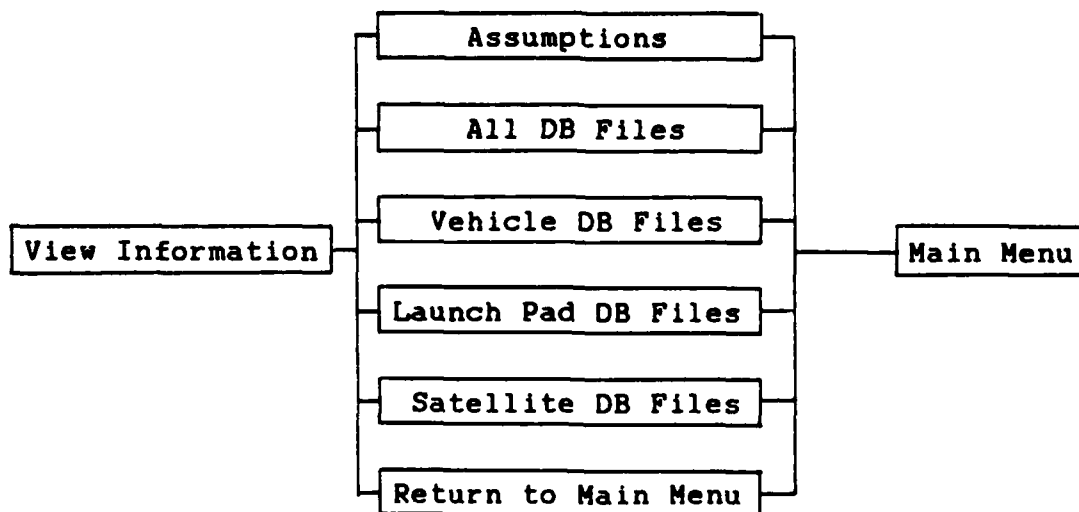 Assumptions
All DB Files
Vehicle DB Files
View Information
Main Menu
Launch Pad DB Files
Satellite DB Files
Return to Main Menu